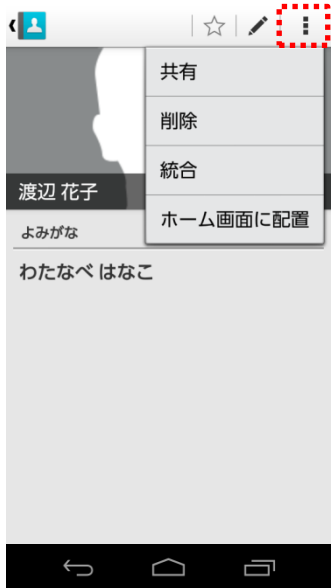 共有
削除
統合
ホーム画面に配置
渡辺 花子
よみがな
わたなべ はなこ